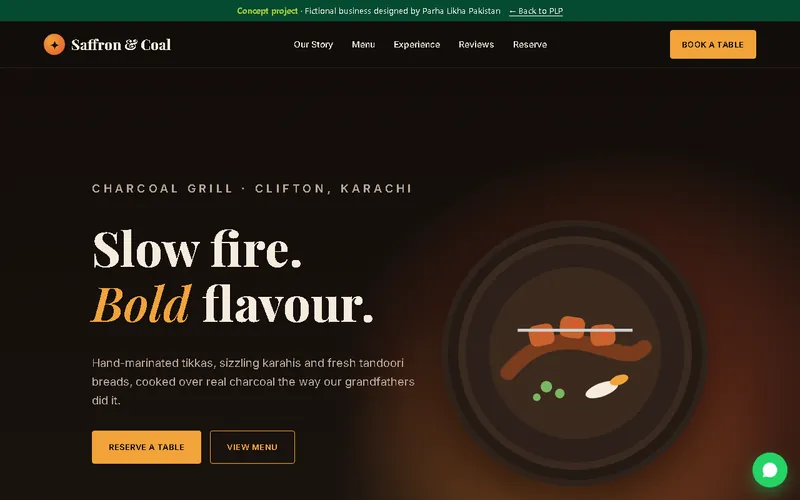 Concept project · Fictional business designed by Parha Likha Pakistan ← Back to PLP
Saffron & Coal
Our Story Menu Experience Reviews Reserve
BOOK A TABLE
CHARCOAL GRILL · CLIFTON, KARACHI
Slow fire.
Bold flavour.
Hand-marinated tikkas, sizzling karahis and fresh tandoori
breads, cooked over real charcoal the way our grandfathers
did it.
RESERVE A TABLE
VIEW MENU